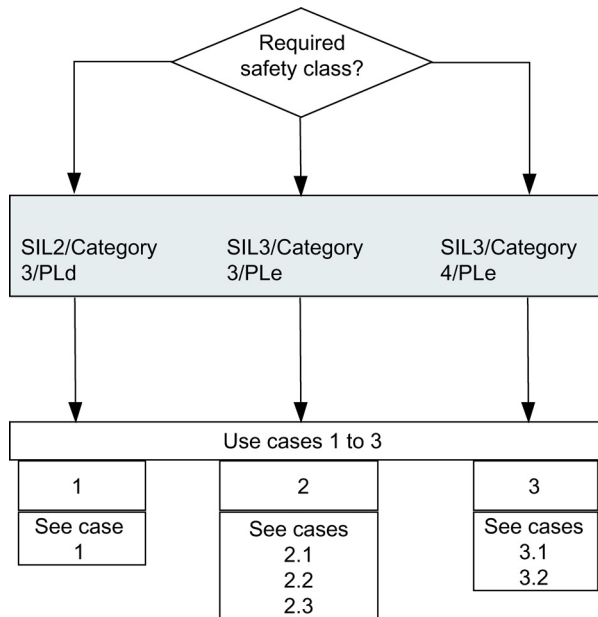 Required
safety class?
SIL2/Category
3/PLd
SIL3/Category
3/PLe
SIL3/Category
4/PLe
Use cases 1 to 3
1
See case
1
2
See cases
2.1
2.2
2.3
3
See cases
3.1
3.2